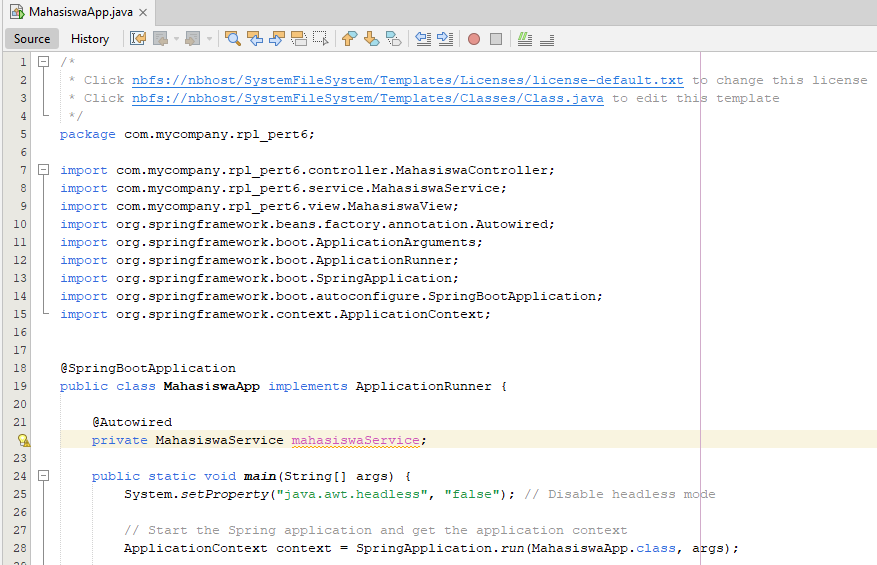 MahasiswaApp.java
Source History
1 /*
2 * Click nbfs://nbhost/SystemFileSystem/Templates/Licenses/license-default.txt to change this license
3 * Click nbfs://nbhost/SystemFileSystem/Templates/Classes/Class.java to edit this template
4 */
5 package com.mycompany.rpl_pert6;
6
7 import com.mycompany.rpl_pert6.controller.MahasiswaController;
8 import com.mycompany.rpl_pert6.service.MahasiswaService;
9 import com.mycompany.rpl_pert6.view.MahasiswaView;
10 import org.springframework.beans.factory.annotation.Autowired;
11 import org.springframework.boot.ApplicationArguments;
12 import org.springframework.boot.ApplicationRunner;
13 import org.springframework.boot.SpringApplication;
14 import org.springframework.boot.autoconfigure.SpringBootApplication;
15 import org.springframework.context.ApplicationContext;
16
17
18 @SpringBootApplication
19 public class MahasiswaApp implements ApplicationRunner {
20
21 @Autowired
private MahasiswaService mahasiswaService;
23
24 public static void main(String[] args) {
25 System.setProperty("java.awt.headless", "false"); // Disable headless mode
26
27 // Start the Spring application and get the application context
28 ApplicationContext context = SpringApplication.run(MahasiswaApp.class, args);